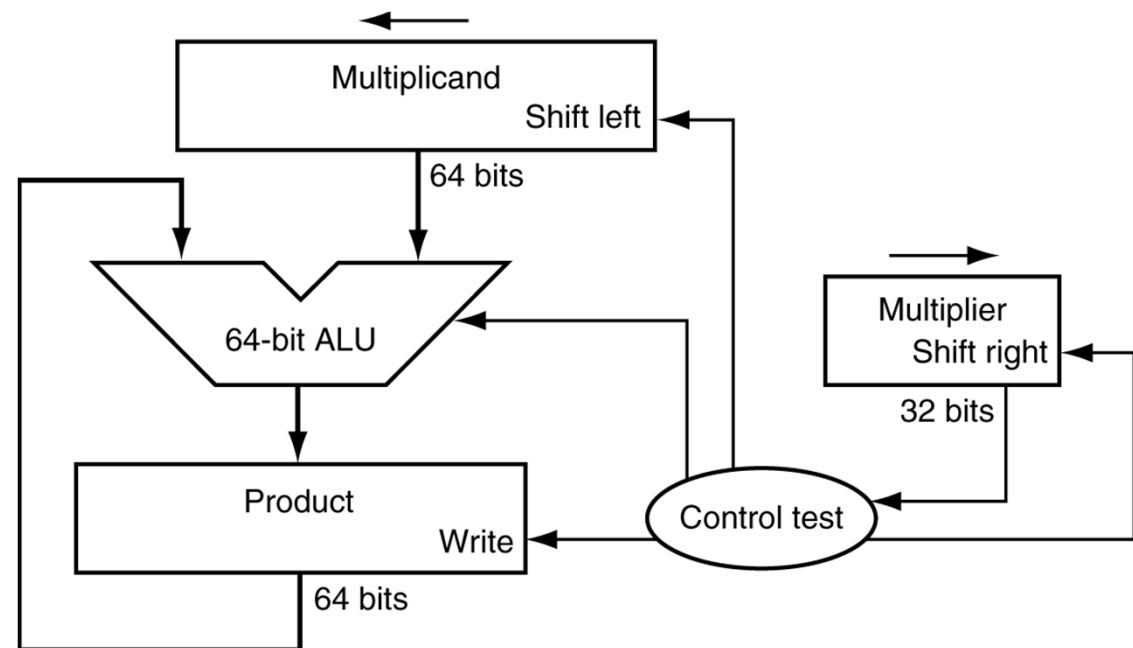 Multiplicand
Shift left
64 bits
64-bit ALU
Multiplier
Shift right
32 bits
Product
Write
Control test
64 bits